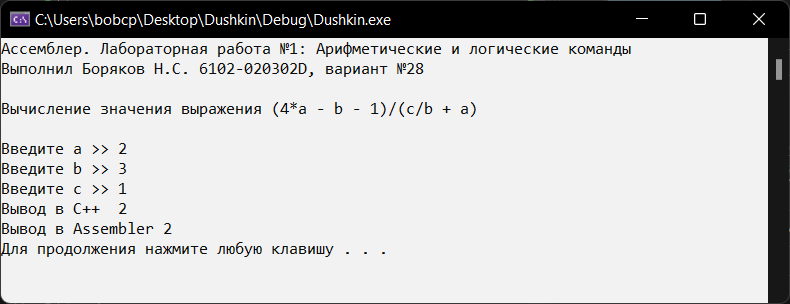 C:\Users\bobcp\Desktop\Dushkin\Debug\Dushkin.exe
Ассемблер. Лабораторная работа №1: Арифметические и логические команды
Выполнил Боряков Н.С. 6102-020302D, вариант №28
Вычисление значения выражения (4*a - b - 1)/(c/b + a)
Введите a >> 2
Введите b >> 3
Введите c >> 1
Вывод в C++  2
Вывод в Assembler 2
Для продолжения нажмите любую клавишу . . .